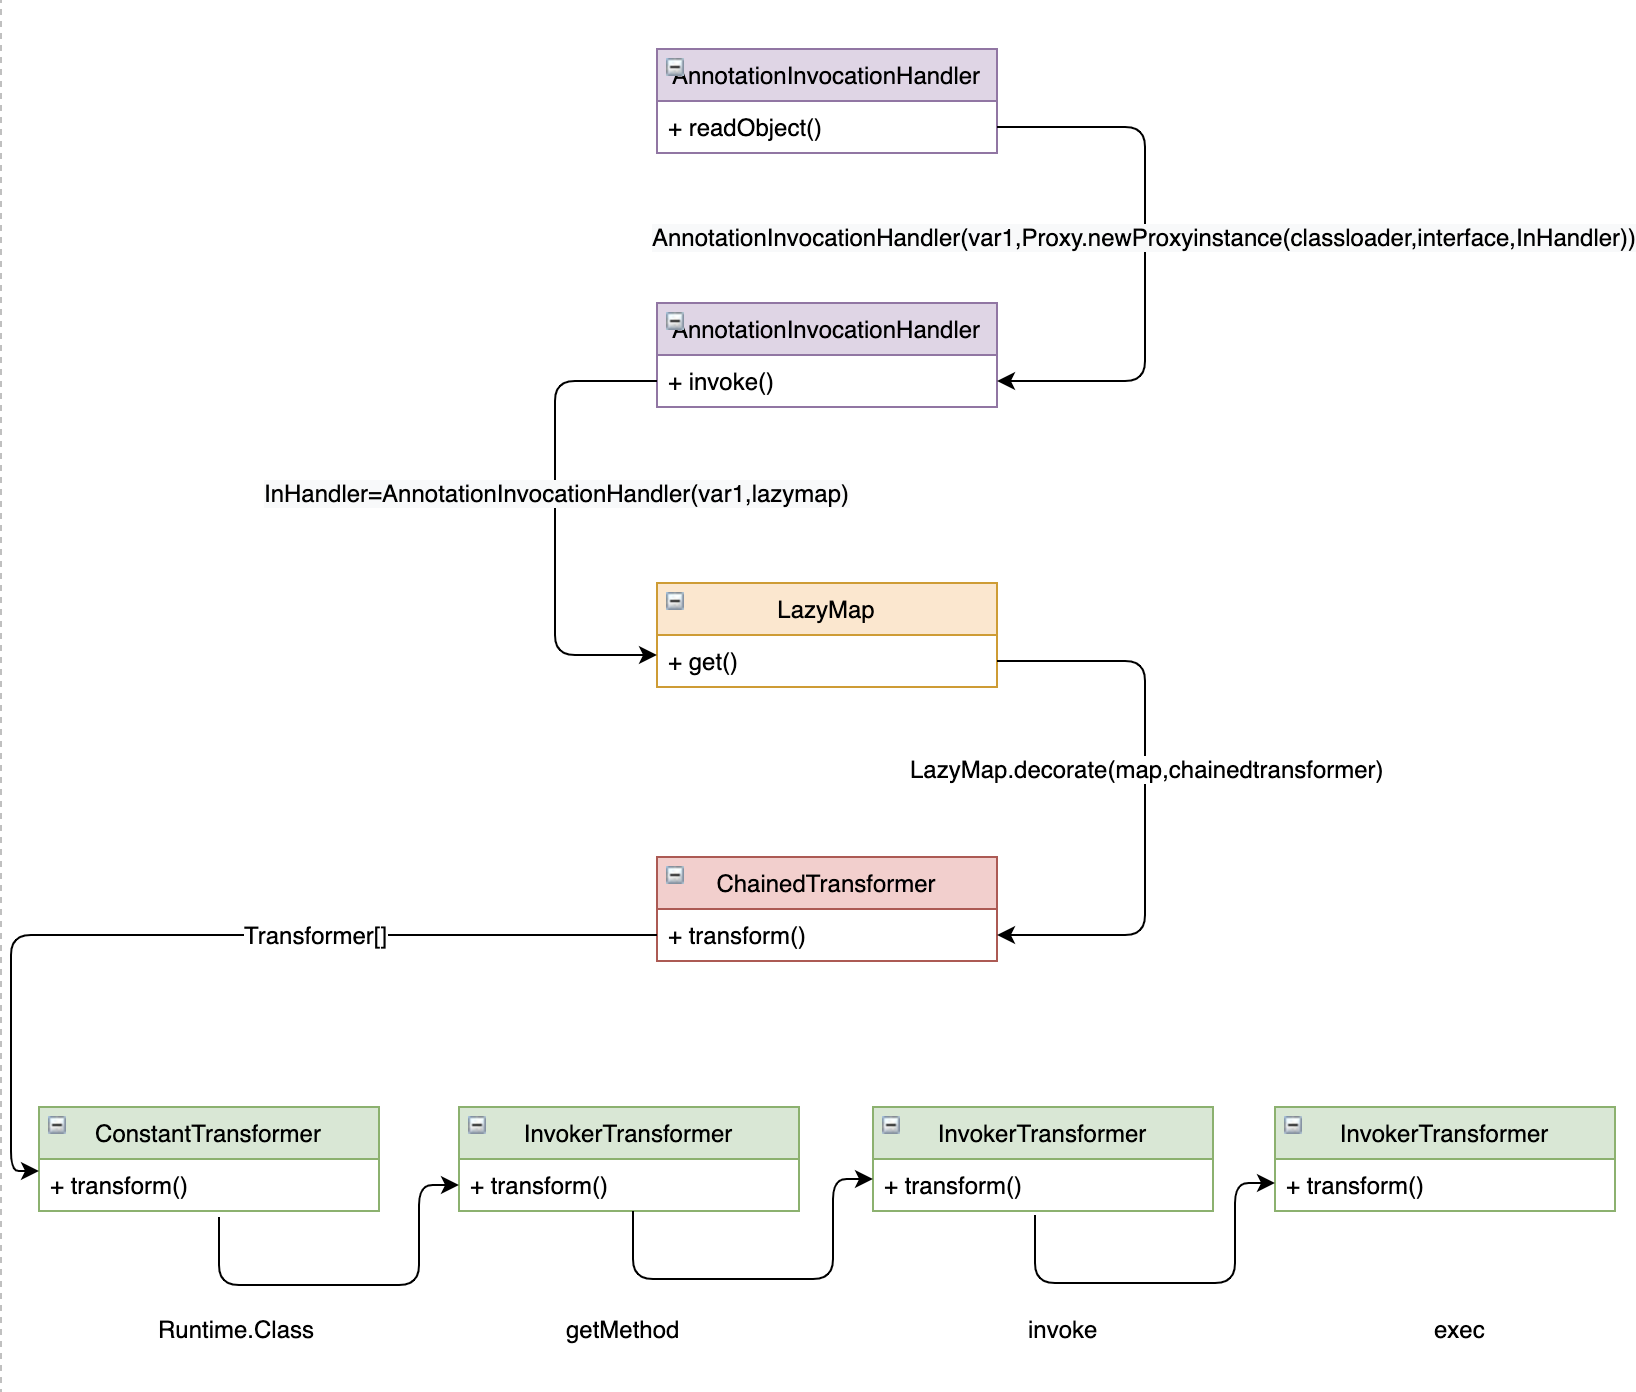 AnnotationInvocationHandler
+ readObject()
AnnotationInvocationHandler(var1,Proxy.newProxyinstance(classloader,interface,InHandler))
AnnotationInvocationHandler
+ invoke()
InHandler=AnnotationInvocationHandler(var1,lazymap)
LazyMap
+ get()
LazyMap.decorate(map,chainedtransformer)
ChainedTransformer
+ transform()
Transformer[]
ConstantTransformer
+ transform()
InvokerTransformer
+ transform()
InvokerTransformer
+ transform()
InvokerTransformer
+ transform()
Runtime.Class
getMethod
invoke
exec